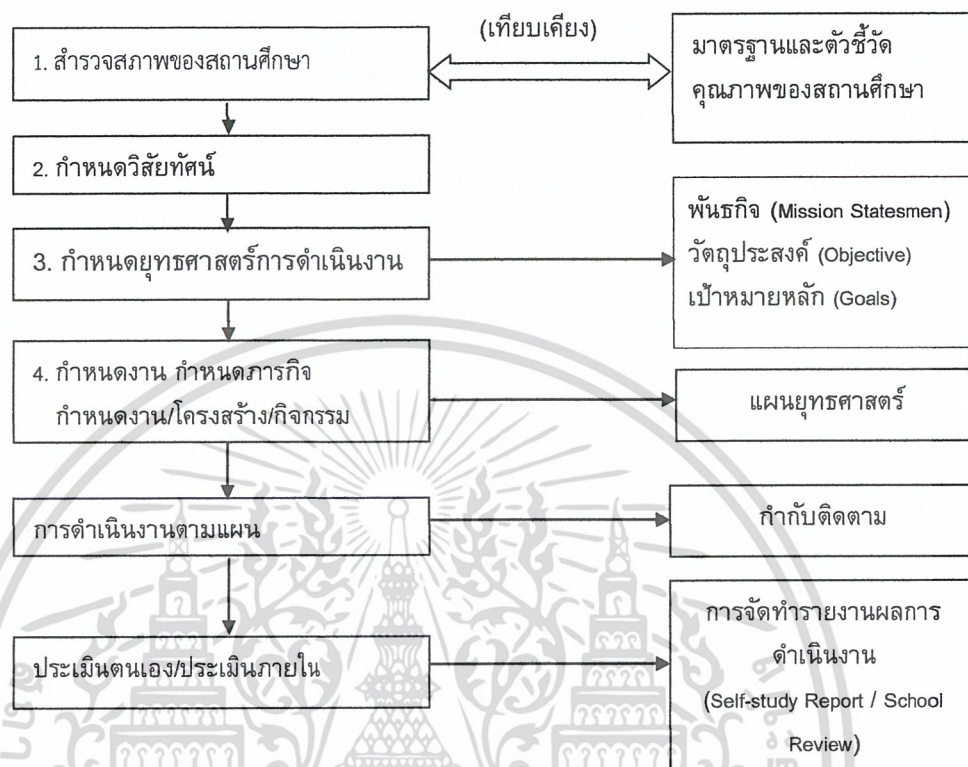 (เทียบเคียง)
1. สำรวจสภาพของสถานศึกษา
มาตรฐานและตัวชี้วัด
คุณภาพของสถานศึกษา
2. กำหนดวิสัยทัศน์
3. กำหนดยุทธศาสตร์การดำเนินงาน
พันธกิจ (Mission Statesmen)
วัตถุประสงค์ (Objective)
เป้าหมายหลัก (Goals)
4. กำหนดงาน กำหนดภารกิจ
กำหนดงาน/โครงสร้าง/กิจกรรม
แผนยุทธศาสตร์
การดำเนินงานตามแผน
กำกับติดตาม
ประเมินตนเอง/ประเมินภายใน
การจัดทำรายงานผลการ
ดำเนินงาน
(Self-study Report / School
Review)